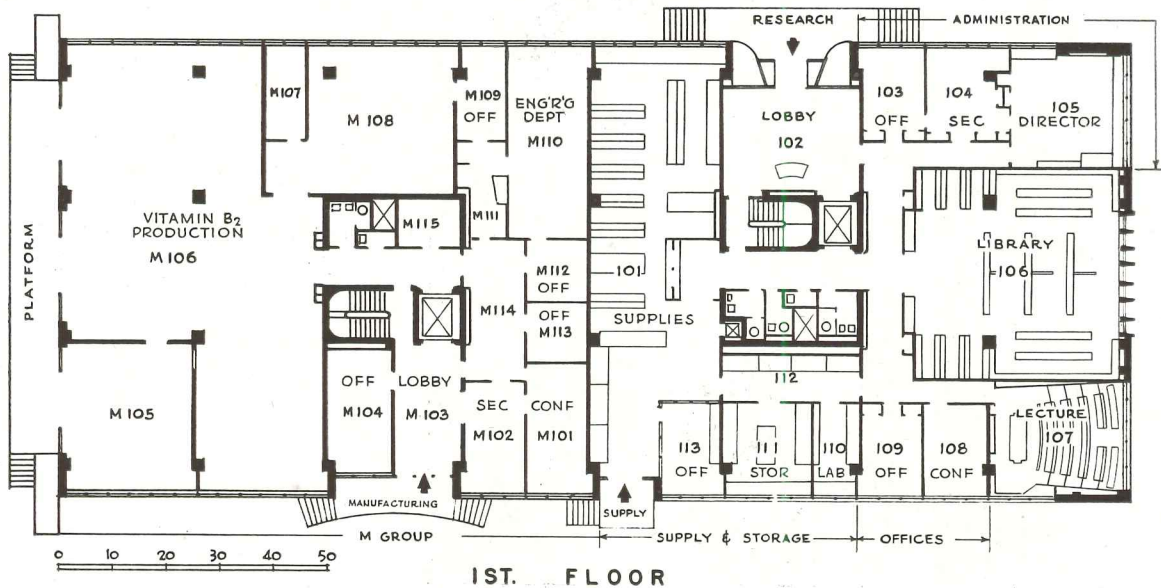 RESEARCH
ADMINISTRATION
M107
M 108
M109
OFF
ENG'R'G
DEPT
M110
LOBBY
102
103
OFF
104
SEC
105
DIRECTOR
PLATFORM
VITAMIN B2
PRODUCTION
M106
M115
M111
M112
OFF
OFF
M113
M114
101
SUPPLIES
LIBRARY
106
M 105
OFF
M104
LOBBY
M 103
SEC
M102
CONF
M101
112
113
OFF
111
STOR
110
LAB
109
OFF
108
CONF
LECTURE
107
MANUFACTURING
SUPPLY
M GROUP
SUPPLY & STORAGE
OFFICES
0 10 20 30 40 50
1ST. FLOOR